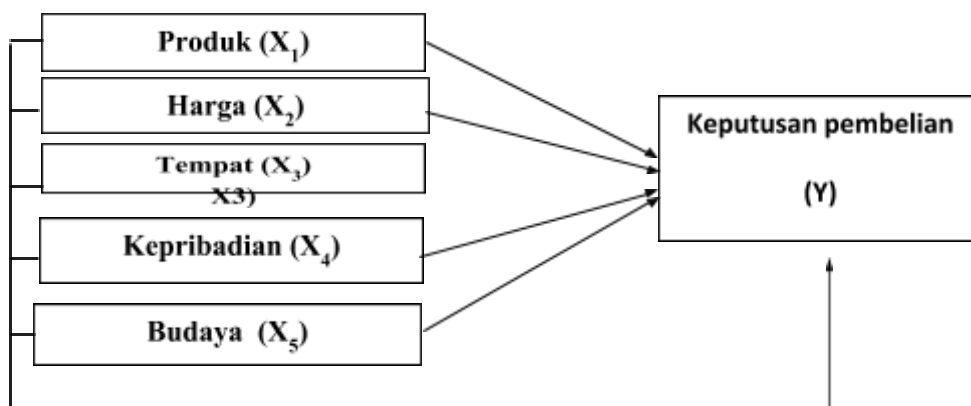 Produk (X1)
Harga (X2)
Tempat (X3)
X3)
Kepribadian (X4)
Budaya (X5)
Keputusan pembelian
(Y)